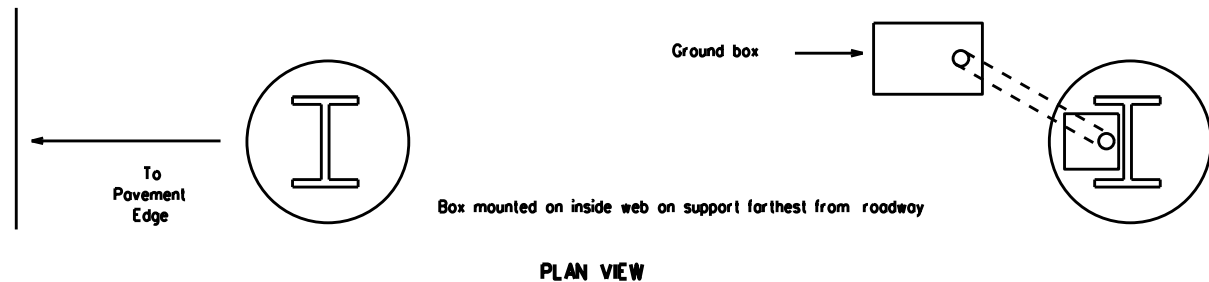 Ground box
To
Pavement
Edge
Box mounted on inside web on support farthest from roadway
PLAN VIEW